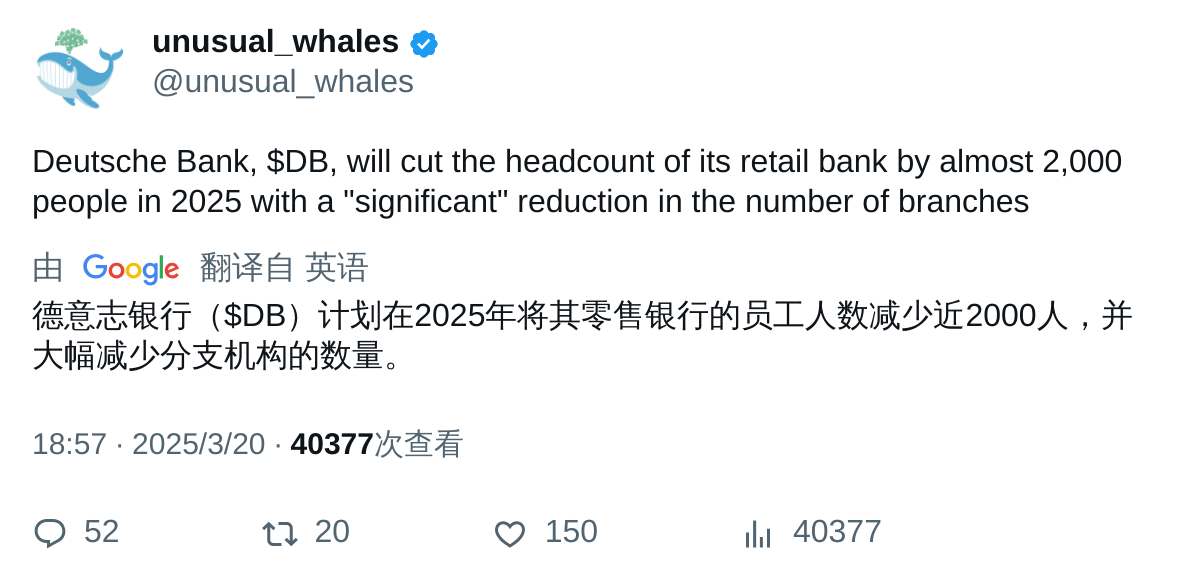 unusual_whales
@unusual_whales
Deutsche Bank, $DB, will cut the headcount of its retail bank by almost 2,000
people in 2025 with a "significant" reduction in the number of branches
由 Google 翻译自 英语
德意志银行（$DB）计划在2025年将其零售银行的员工人数减少近2000人，并
大幅减少分支机构的数量。
18:57 · 2025/3/20 · 40377次查看
52 20 150 40377